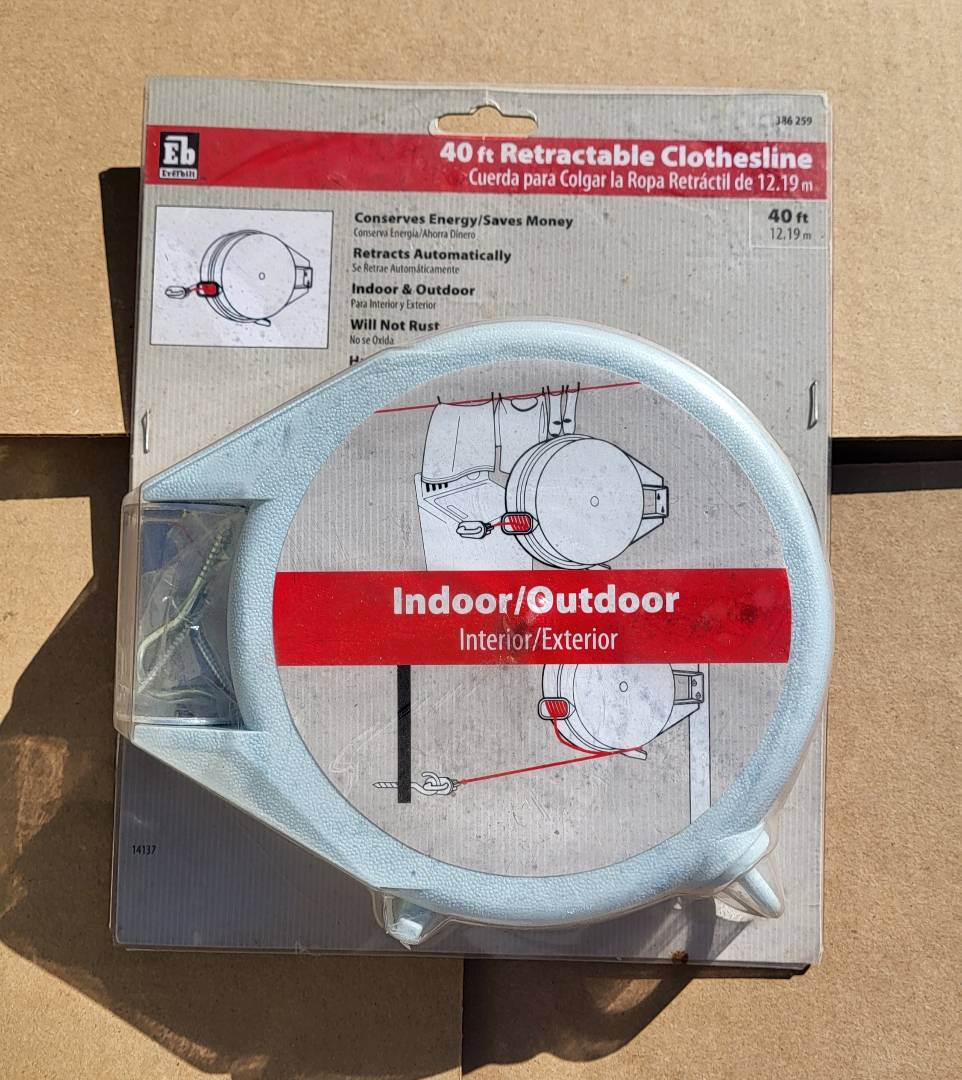 186 259
Eb
Everbilt
40 ft Retractable Clothesline
Cuerda para Colgar la Ropa Retráctil de 12.19 m
40 ft
12.19 m
Conserves Energy/Saves Money
Conserva Energía/Ahorra Dinero
Retracts Automatically
Se Retrae Automáticamente
Indoor & Outdoor
Para Interior y Exterior
Will Not Rust
No se Oxida
Indoor/Outdoor
Interior/Exterior
14137